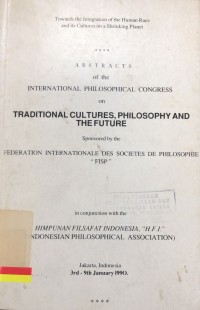 Towards the Integration of the Human Race
and its Cultures on a Shrinking Planet
****
ABSTRACTS
of the
INTERNATIONAL PHILOSOPHICAL CONGRESS
on
TRADITIONAL CULTURES, PHILOSOPHY AND
THE FUTURE
Sponsored by the
FEDERATION INTERNATIONALE DES SOCIETES DE PHILOSOPHIE
"FISP"
in conjunction with the
HIMPUNAN FILSAFAT INDONESIA, "H.F.I."
(INDONESIAN PHILOSOPHICAL ASSOCIATION)
Jakarta, Indonesia
3rd - 9th January 1990.
****